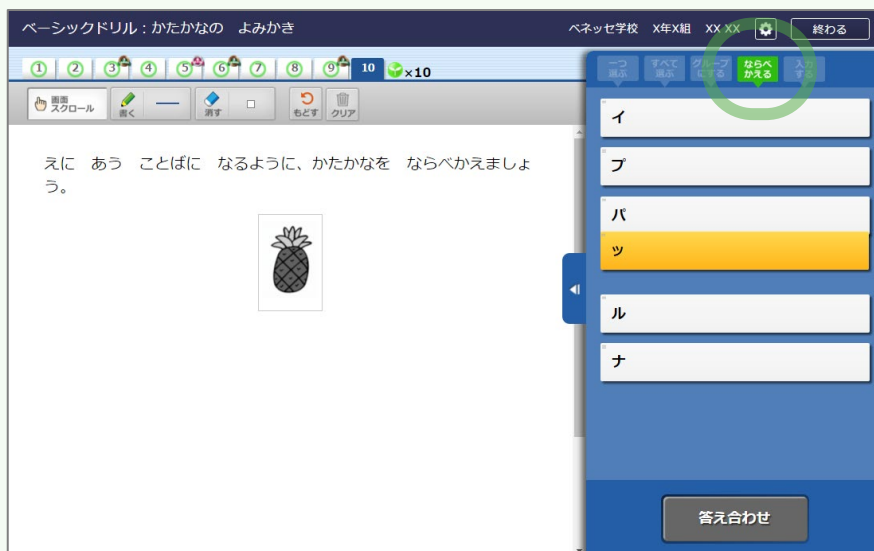 ベーシックドリル：かたかなの　よみかき
ベネッセ学校　X年X組　XX XX
終わる
1 2 3 4 5 6 7 8 9 10 ×10
一つ選ぶ
すべて選ぶ
グループにする
ならべかえる
入力する
画面スクロール
書く
消す
もどす
クリア
えに　あう　ことばに　なるように、かたかなを　ならべかえましょ
う。
イ
プ
パ
ッ
ル
ナ
答え合わせ